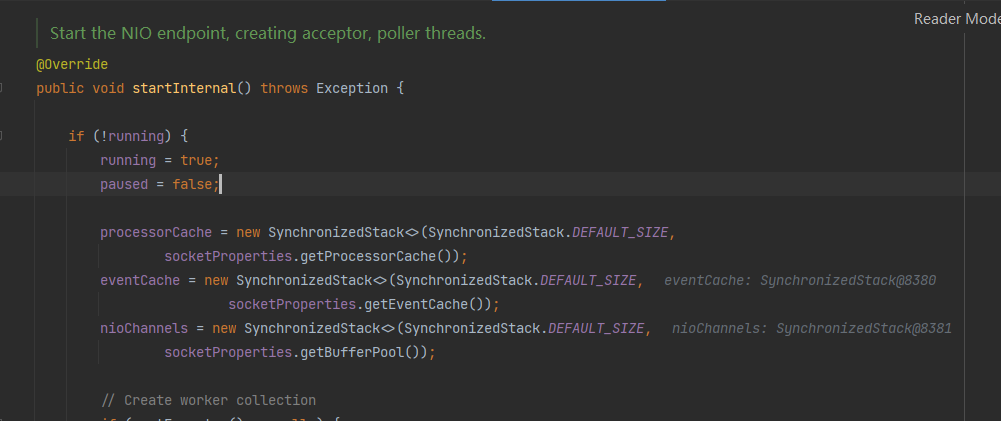 Reader Mode
Start the NIO endpoint, creating acceptor, poller threads.
@Override
public void startInternal() throws Exception {
if (!running) {
running = true;
paused = false;
processorCache = new SynchronizedStack<>(SynchronizedStack.DEFAULT_SIZE,
socketProperties.getProcessorCache());
eventCache = new SynchronizedStack<>(SynchronizedStack.DEFAULT_SIZE, eventCache: SynchronizedStack@8380
socketProperties.getEventCache());
nioChannels = new SynchronizedStack<>(SynchronizedStack.DEFAULT_SIZE, nioChannels: SynchronizedStack@8381
socketProperties.getBufferPool());
// Create worker collection